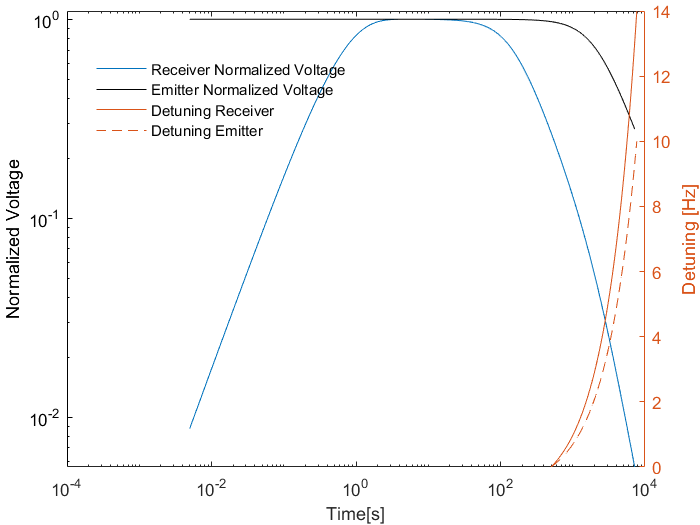 Receiver Normalized Voltage
Emitter Normalized Voltage
Detuning Receiver
Detuning Emitter
Normalized Voltage
10^0
10^-1
10^-2
14
12
10
8
6
4
2
0
Detuning [Hz]
10^-4
10^-2
10^0
10^2
10^4
Time[s]